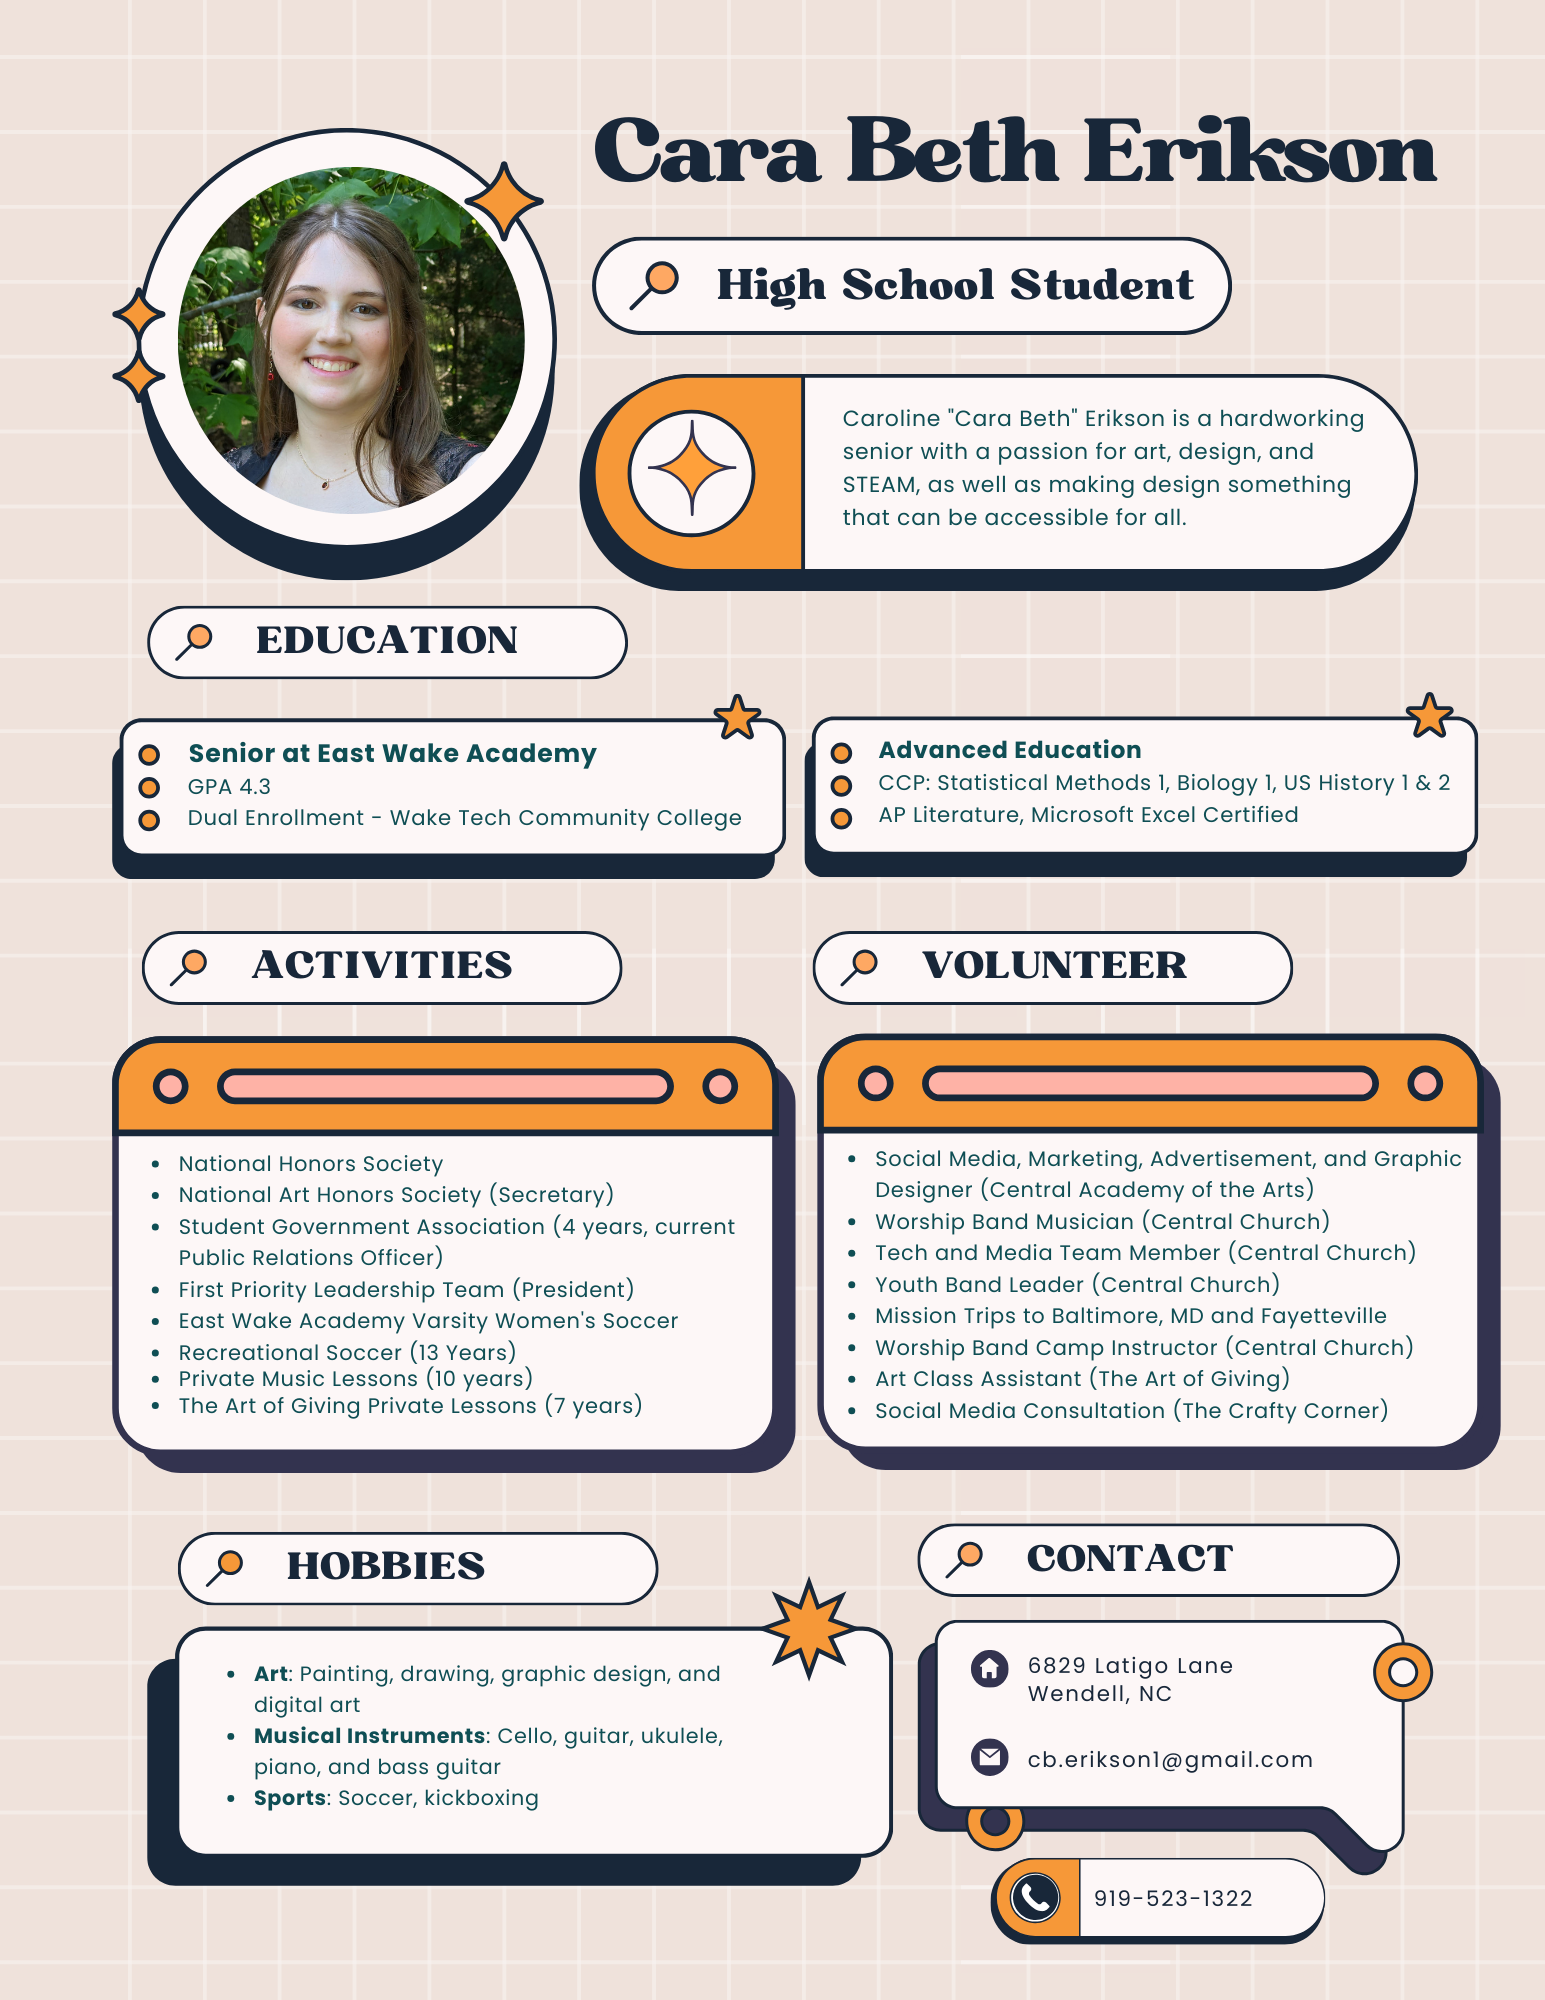 Cara Beth Erikson
High School Student
Caroline "Cara Beth" Erikson is a hardworking
senior with a passion for art, design, and
STEAM, as well as making design something
that can be accessible for all.
EDUCATION
Senior at East Wake Academy
GPA 4.3
Dual Enrollment - Wake Tech Community College
Advanced Education
CCP: Statistical Methods 1, Biology 1, US History 1 & 2
AP Literature, Microsoft Excel Certified
ACTIVITIES
• National Honors Society
• National Art Honors Society (Secretary)
• Student Government Association (4 years, current
Public Relations Officer)
• First Priority Leadership Team (President)
• East Wake Academy Varsity Women's Soccer
• Recreational Soccer (13 Years)
• Private Music Lessons (10 years)
• The Art of Giving Private Lessons (7 years)
VOLUNTEER
• Social Media, Marketing, Advertisement, and Graphic
Designer (Central Academy of the Arts)
• Worship Band Musician (Central Church)
• Tech and Media Team Member (Central Church)
• Youth Band Leader (Central Church)
• Mission Trips to Baltimore, MD and Fayetteville
• Worship Band Camp Instructor (Central Church)
• Art Class Assistant (The Art of Giving)
• Social Media Consultation (The Crafty Corner)
HOBBIES
• Art: Painting, drawing, graphic design, and
digital art
• Musical Instruments: Cello, guitar, ukulele,
piano, and bass guitar
• Sports: Soccer, kickboxing
CONTACT
6829 Latigo Lane
Wendell, NC
cb.erikson1@gmail.com
919-523-1322